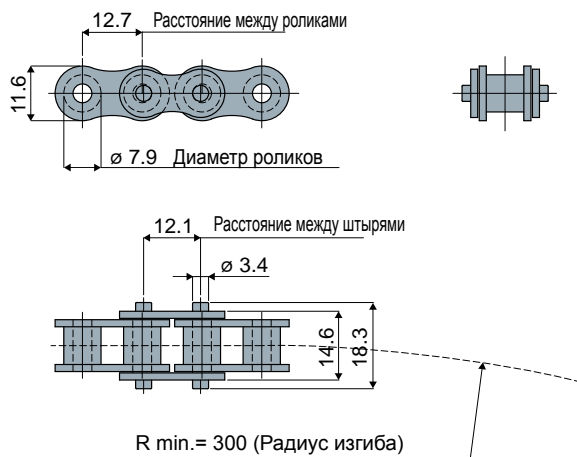 12.7 Расстояние между роликами
11.6
ø 7.9 Диаметр роликов
12.1 Расстояние между штырями
ø 3.4
14.6
18.3
R min.= 300 (Радиус изгиба)